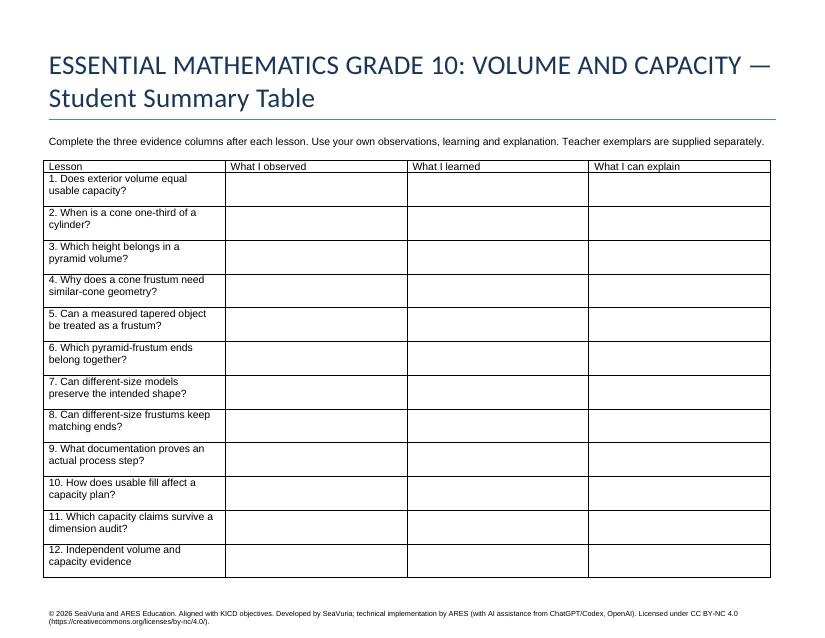 ESSENTIAL MATHEMATICS GRADE 10: VOLUME AND CAPACITY —
Student Summary Table
Complete the three evidence columns after each lesson. Use your own observations, learning and explanation. Teacher exemplars are supplied separately.
Lesson What I observed What I learned What I can explain
1. Does exterior volume equal
usable capacity?
2. When is a cone one-third of a
cylinder?
3. Which height belongs in a
pyramid volume?
4. Why does a cone frustum need
similar-cone geometry?
5. Can a measured tapered object
be treated as a frustum?
6. Which pyramid-frustum ends
belong together?
7. Can different-size models
preserve the intended shape?
8. Can different-size frustums keep
matching ends?
9. What documentation proves an
actual process step?
10. How does usable fill affect a
capacity plan?
11. Which capacity claims survive a
dimension audit?
12. Independent volume and
capacity evidence
© 2026 SeaVuria and ARES Education. Aligned with KICD objectives. Developed by SeaVuria; technical implementation by ARES (with AI assistance from ChatGPT/Codex, OpenAI). Licensed under CC BY-NC 4.0
(https://creativecommons.org/licenses/by-nc/4.0/).